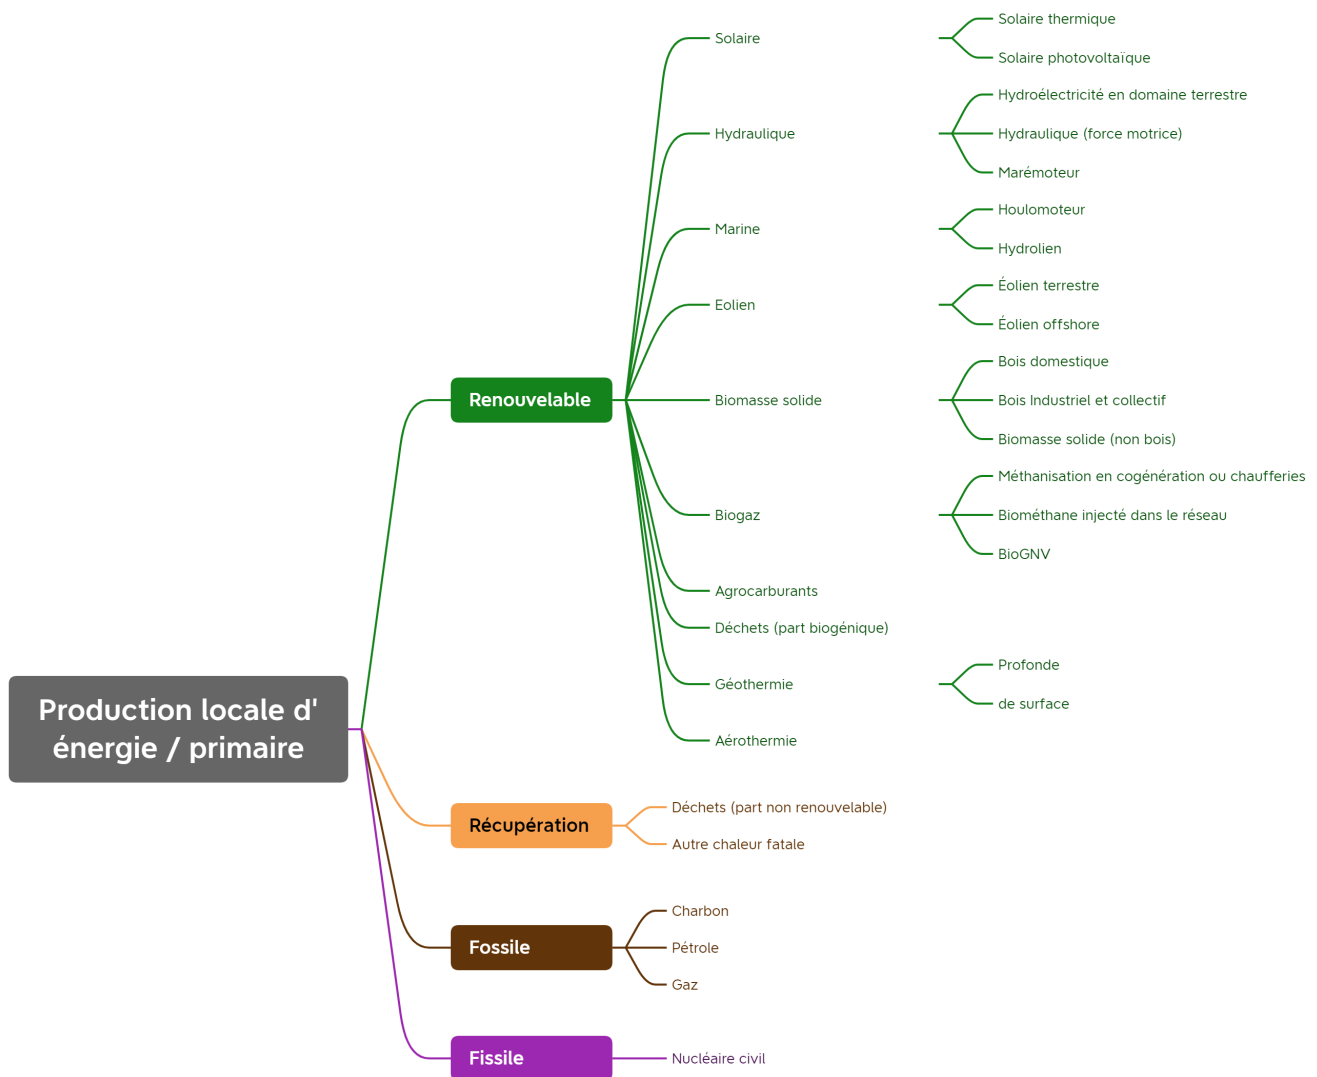 Production locale d'
énergie / primaire
Renouvelable
Solaire
Solaire thermique
Solaire photovoltaïque
Hydraulique
Hydroélectricité en domaine terrestre
Hydraulique (force motrice)
Marémoteur
Marine
Houlomoteur
Hydrolien
Eolien
Éolien terrestre
Éolien offshore
Biomasse solide
Bois domestique
Bois Industriel et collectif
Biomasse solide (non bois)
Biogaz
Méthanisation en cogénération ou chaufferies
Biométhane injecté dans le réseau
BioGNV
Agrocarburants
Déchets (part biogénique)
Géothermie
Profonde
de surface
Aérothermie
Récupération
Déchets (part non renouvelable)
Autre chaleur fatale
Fossile
Charbon
Pétrole
Gaz
Fissile
Nucléaire civil